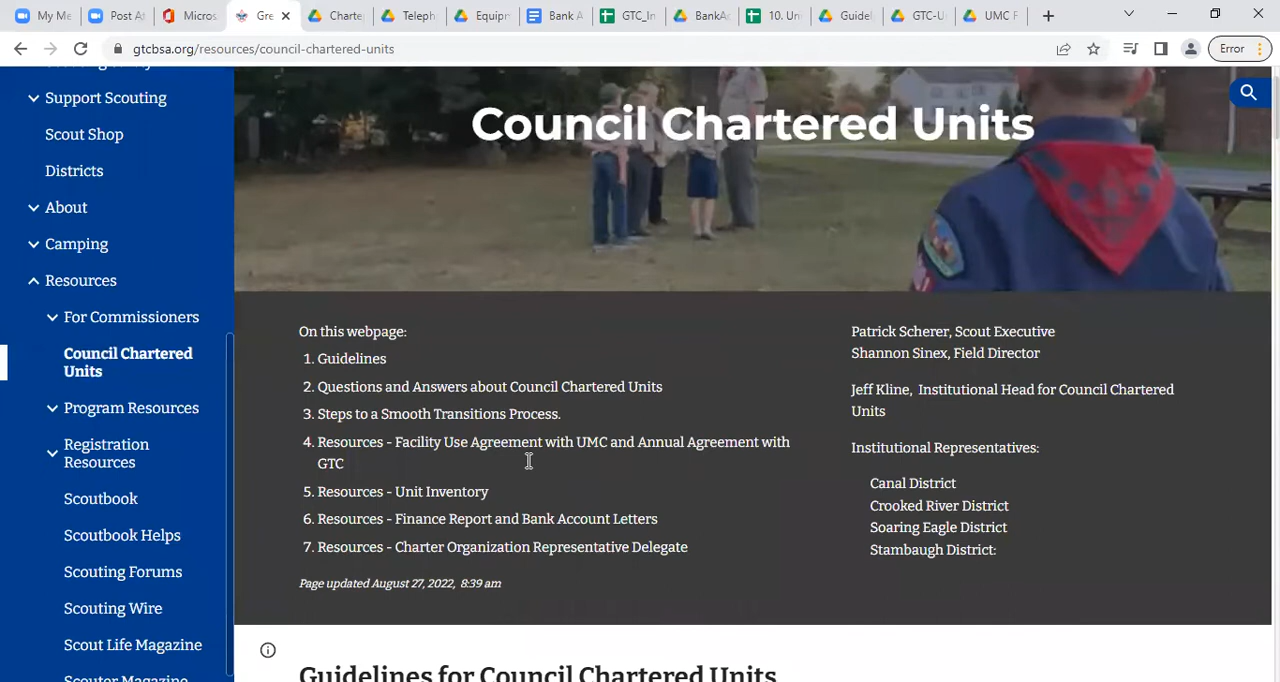 My Me
Post At
Micros
Gre
Charte
Teleph
Equipm
Bank A
GTC_In
BankAc
10. Uni
Guidel
GTC-U
UMC F
gtcbsa.org/resources/council-chartered-units
Error
Support Scouting
Scout Shop
Districts
About
Camping
Resources
For Commissioners
Council Chartered
Units
Program Resources
Registration
Resources
Scoutbook
Scoutbook Helps
Scouting Forums
Scouting Wire
Scout Life Magazine
Scouter Magazine
Council Chartered Units
On this webpage:
1. Guidelines
2. Questions and Answers about Council Chartered Units
3. Steps to a Smooth Transitions Process.
4. Resources - Facility Use Agreement with UMC and Annual Agreement with
GTC
5. Resources - Unit Inventory
6. Resources - Finance Report and Bank Account Letters
7. Resources - Charter Organization Representative Delegate
Page updated August 27, 2022, 8:39 am
Patrick Scherer, Scout Executive
Shannon Sinex, Field Director
Jeff Kline, Institutional Head for Council Chartered
Units
Institutional Representatives:
Canal District
Crooked River District
Soaring Eagle District
Stambaugh District:
Guidelines for Council Chartered Units